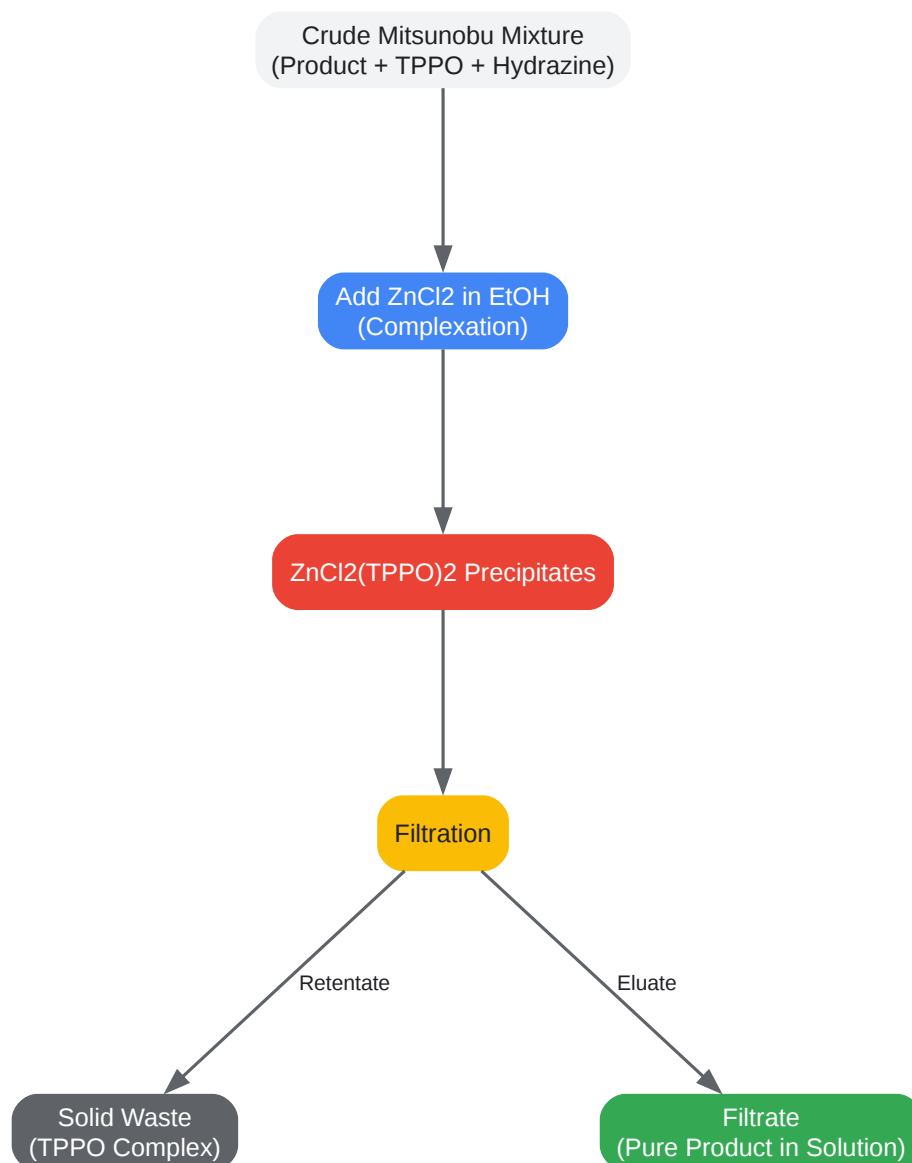 Crude Mitsunobu Mixture
(Product + TPPO + Hydrazine)
Add ZnCl2 in EtOH
(Complexation)
ZnCl2(TPPO)2 Precipitates
Filtration
Retentate
Eluate
Solid Waste
(TPPO Complex)
Filtrate
(Pure Product in Solution)